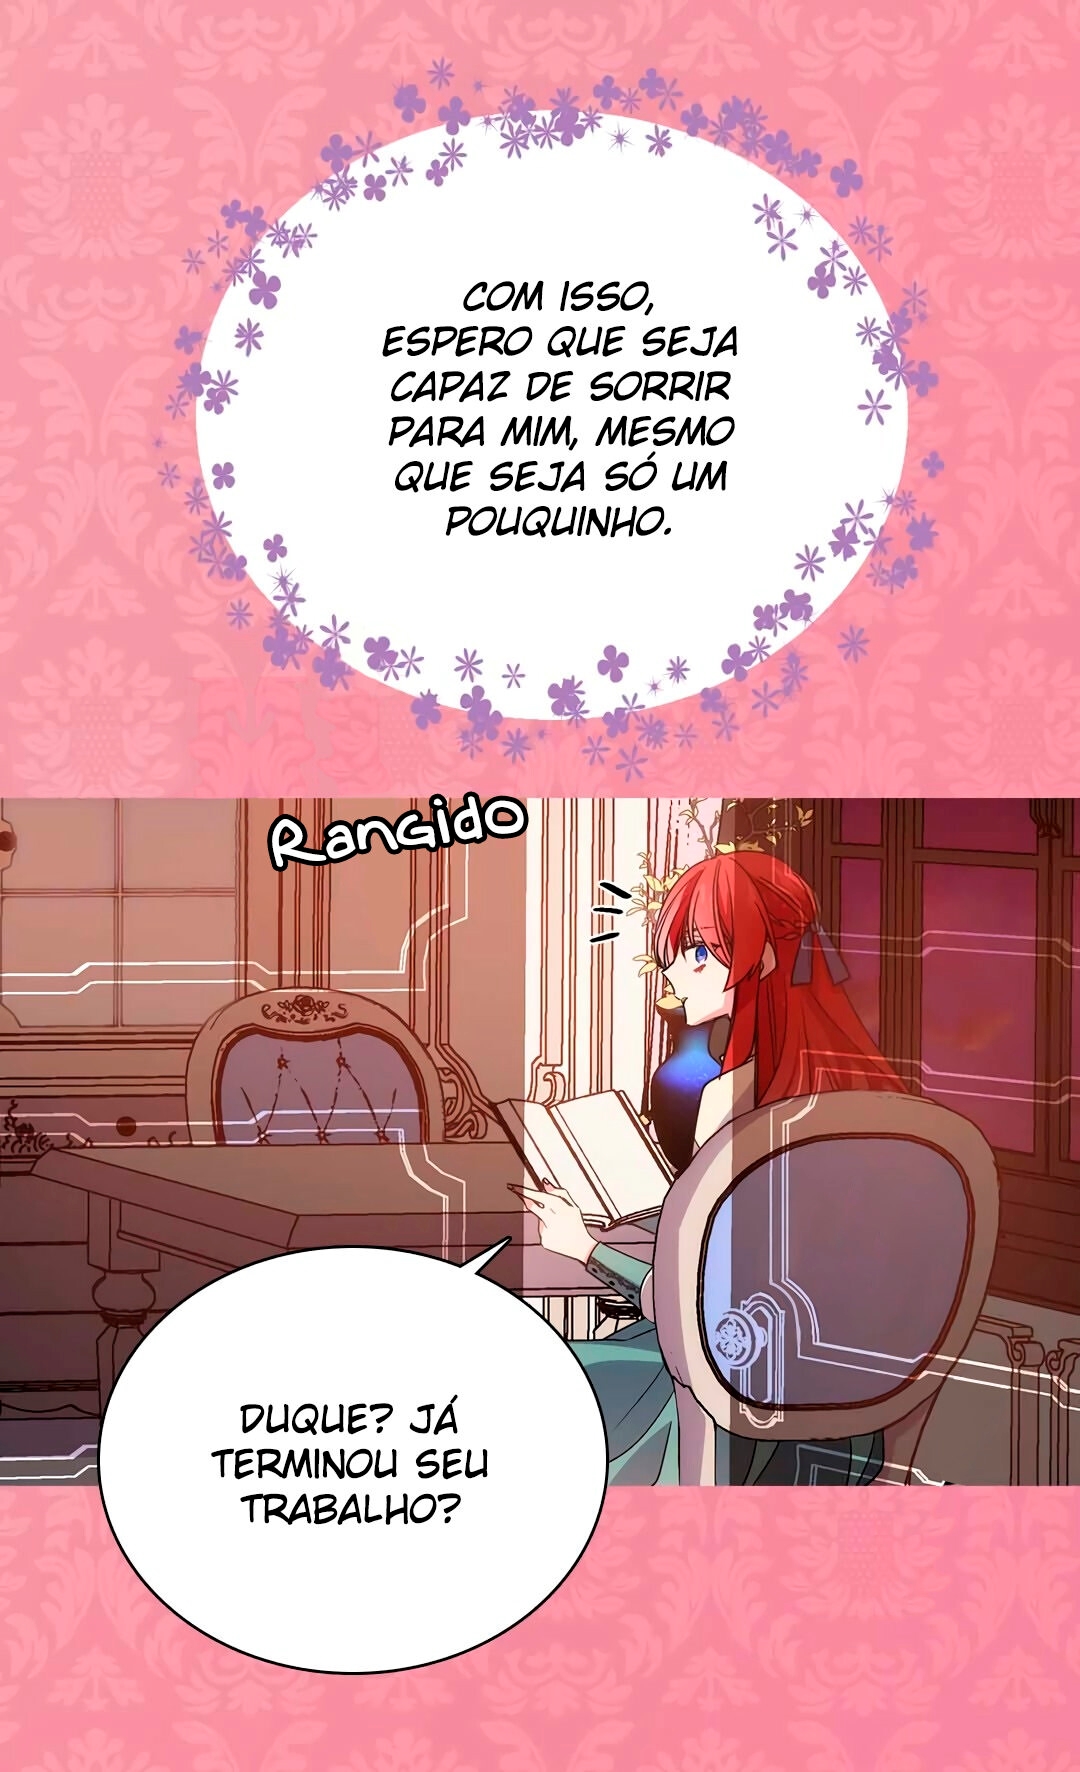 COM ISSO,
ESPERO QUE SEJA
CAPAZ DE SORRIR
PARA MIM, MESMO
QUE SEJA SÓ UM
POUQUINHO.
RANGIDO
DUQUE? JÁ
TERMINOU SEU
TRABALHO?